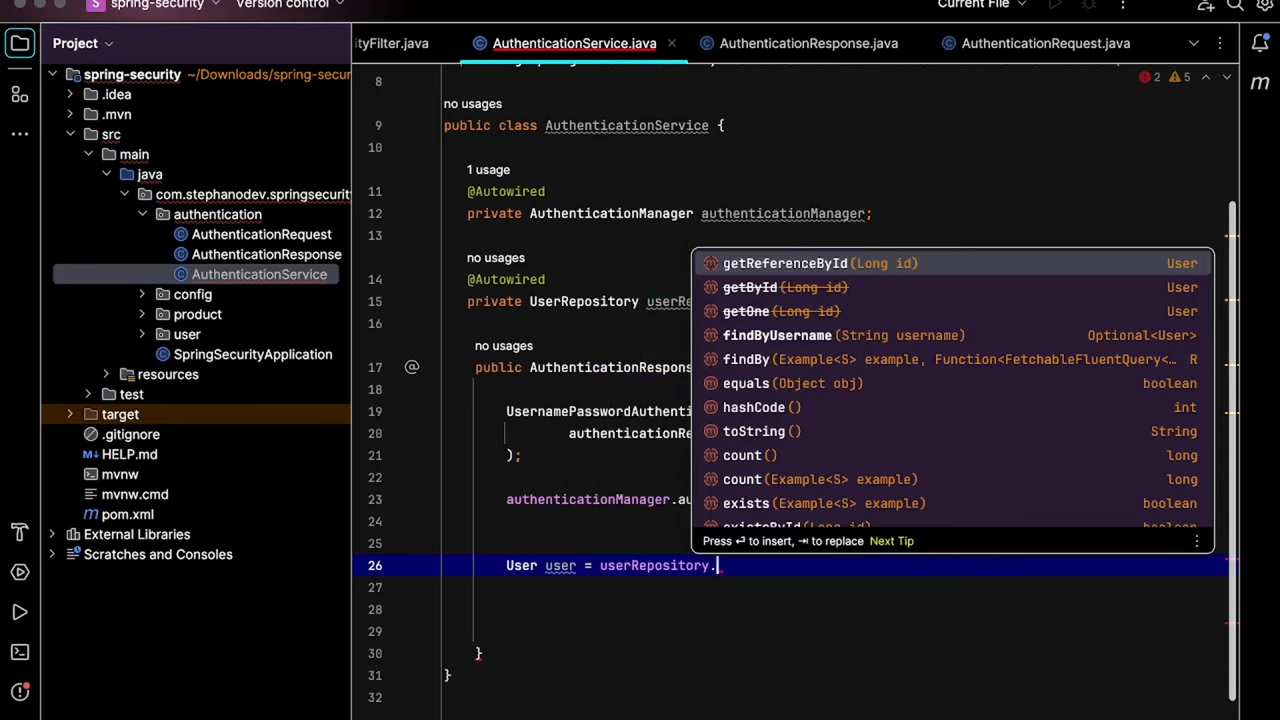 spring-security
Version control
Current File
Project
ityFilter.java
AuthenticationService.java
AuthenticationResponse.java
AuthenticationRequest.java
spring-security ~/Downloads/spring-secur
.idea
.mvn
src
main
java
com.stephanodev.springsecurity
authentication
AuthenticationRequest
AuthenticationResponse
AuthenticationService
config
product
user
SpringSecurityApplication
resources
test
target
.gitignore
HELP.md
mvnw
mvnw.cmd
pom.xml
External Libraries
Scratches and Consoles
2 5
8
no usages
9 public class AuthenticationService {
10
1 usage
11 @Autowired
12 private AuthenticationManager authenticationManager;
13
no usages
14 @Autowired
15 private UserRepository userRe
16
no usages
17 public AuthenticationRespons
18
19 UsernamePasswordAuthenti
20 authenticationRe
21 );
22
23 authenticationManager.au
24
25
26 User user = userRepository.
27
28
29
30 }
31 }
32
getReferenceById(Long id) User
getById(Long id) User
getOne(Long id) User
findByUsername(String username) Optional<User>
findBy(Example<S> example, Function<FetchableFluentQuery<… R
equals(Object obj) boolean
hashCode() int
toString() String
count() long
count(Example<S> example) long
exists(Example<S> example) boolean
existsById(Long id) boolean
Press ⏎ to insert, ⇥ to replace Next Tip